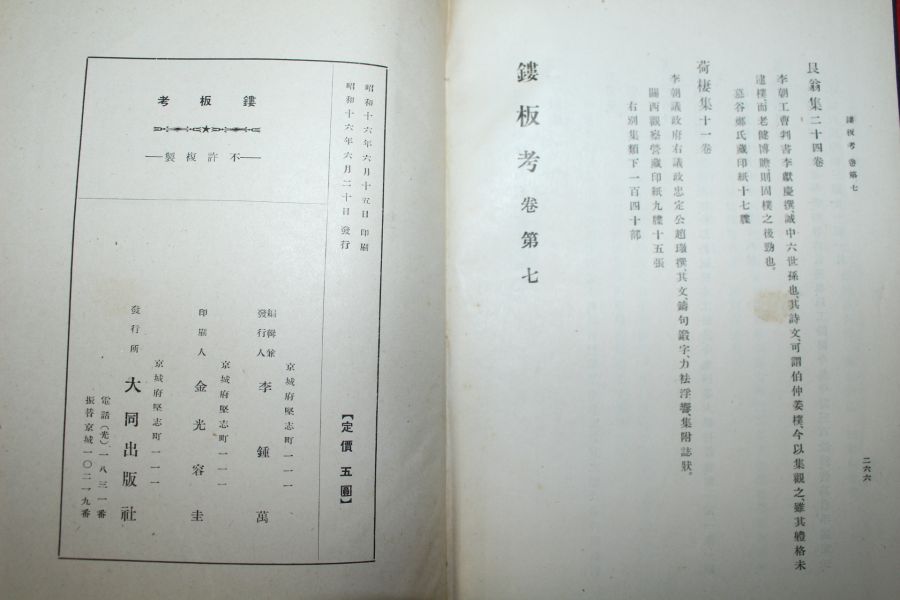 鏤板考 卷第七
二六六
艮翁集二十四卷
李朝工曹判書李獻慶撰誠中六世孫也、其詩文、可謂伯仲姜樸、今以集觀之、雖其體格未
逮樸、而老健博贍則固樸之後勁也。
墓谷鄭氏藏印紙十七牒
荷棲集十一卷
李朝議政府右議政忠定公趙璥撰、其文、鑄句鍛字、力祛浮響、集附誌狀。
關西觀察營藏印紙九牒十五張
右別集類下一百四十部
鏤板考卷第七
昭和十六年六月十五日印刷
昭和十六年六月二十日發行
鏤板考
不許複製
【定價五圓】
京城府堅志町一一一
編輯兼發行人 李鍾萬
京城府堅志町一一一
印刷人 金光容圭
京城府堅志町一一一
發行所 大同出版社
電話(光)一八三一番
振替京城一〇二一九番